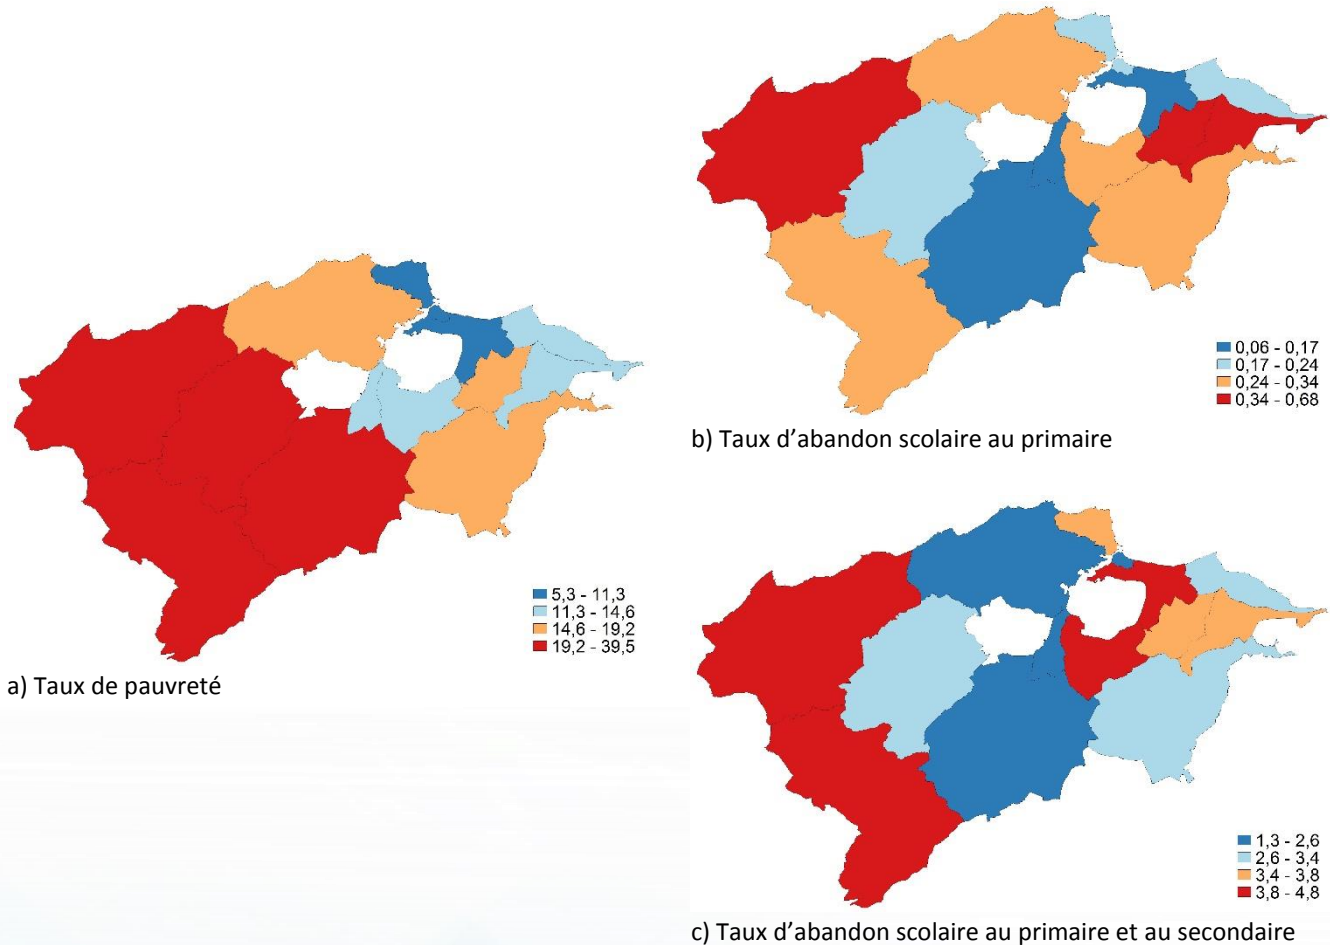 0,06 - 0,17
0,17 - 0,24
0,24 - 0,34
0,34 - 0,68
b) Taux d’abandon scolaire au primaire
5,3 - 11,3
11,3 - 14,6
14,6 - 19,2
19,2 - 39,5
a) Taux de pauvreté
1,3 - 2,6
2,6 - 3,4
3,4 - 3,8
3,8 - 4,8
c) Taux d’abandon scolaire au primaire et au secondaire